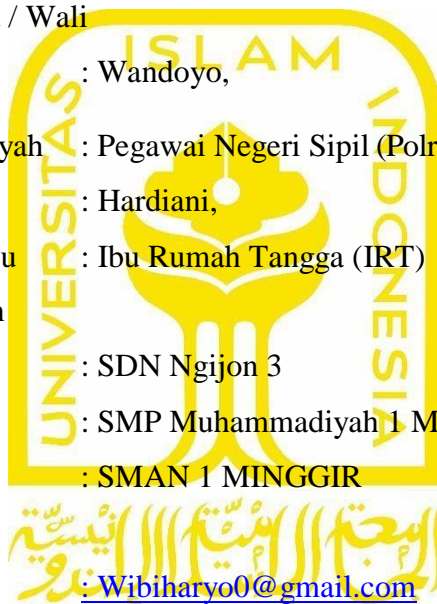 / Wali
: Wandoyo,
yah : Pegawai Negeri Sipil (Polr
: Hardiani,
u : Ibu Rumah Tangga (IRT)
: SDN Ngijon 3
: SMP Muhammadiyah 1 M
: SMAN 1 MINGGIR
: Wibiharyo0@gmail.com
UNIVERSITAS ISLAM INDONESIA